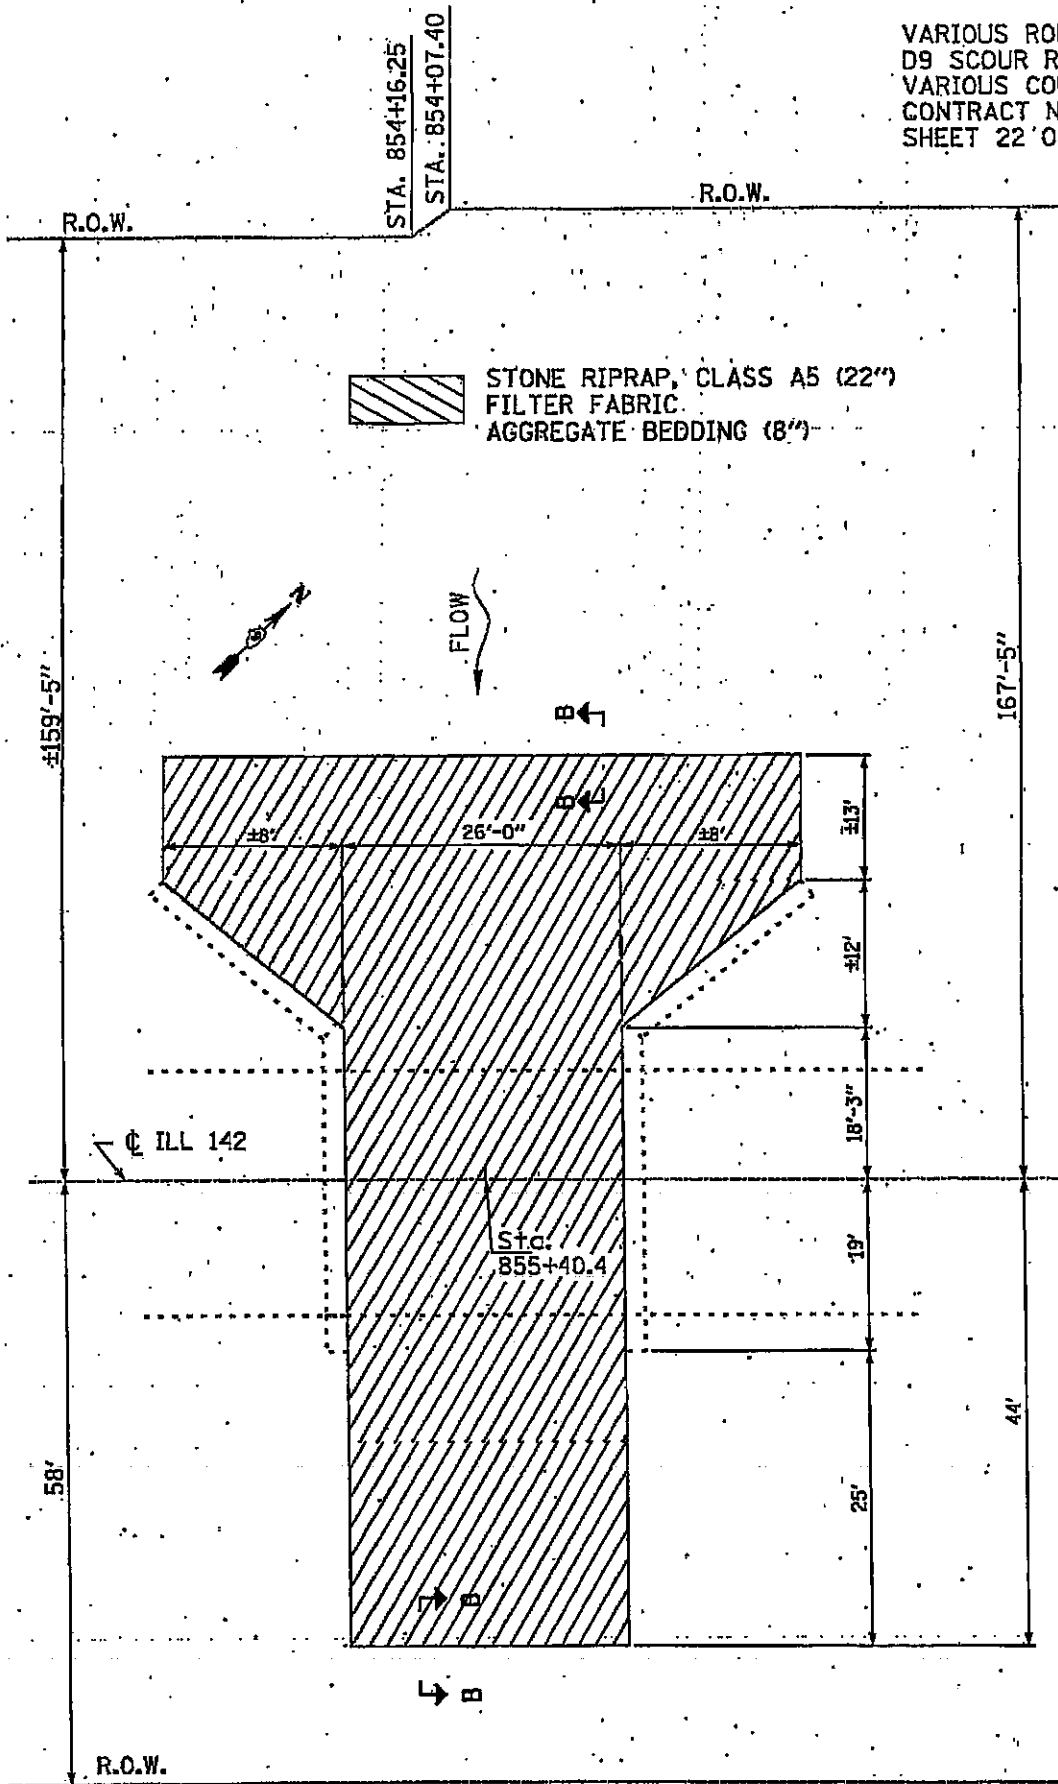 VARIOUS
D9 SCOUR
VARIOUS
CONTRACT
SHEET 22
STA. 854+16.25
STA. 854+07.40
R.O.W.
R.O.W.
STONE RIPRAP, CLASS A5 (22")
FILTER FABRIC
AGGREGATE BEDDING (8")
N
FLOW
±159'-5"
167'-5"
B
B
±8'
26'-0"
±8'
±13'
±12'
18'-3"
℄ ILL 142
Sta.
855+40.4
19'
58'
44'
25'
B
B
R.O.W.